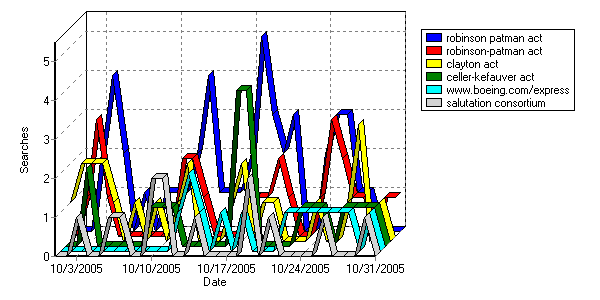 robinson patman act
robinson-patman act
clayton act
celler-kefauver act
www.boeing.com/express
salutation consortium
Searches
5
4
3
2
1
0
10/3/2005 10/10/2005 10/17/2005 10/24/2005 10/31/2005
Date